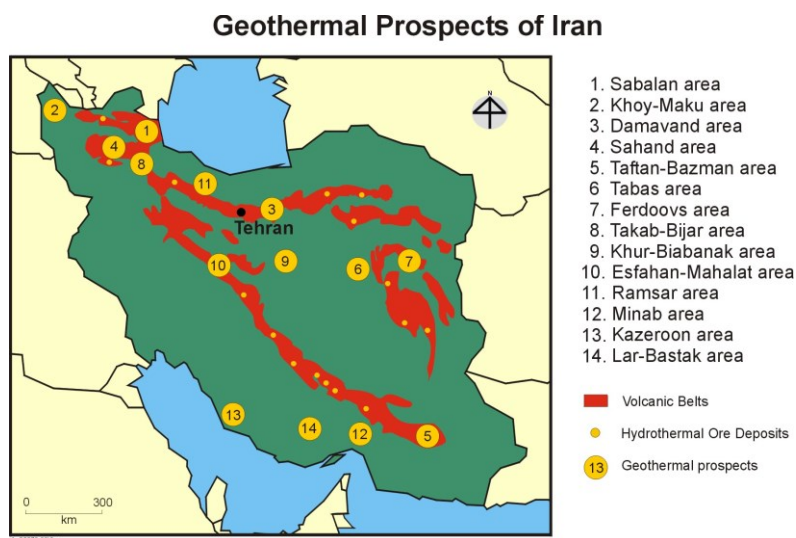 Geothermal Prospects of Iran
1. Sabalan area
2. Khoy-Maku area
3. Damavand area
4. Sahand area
5. Taftan-Bazman area
6. Tabas area
7. Ferdoovs area
8. Takab-Bijar area
9. Khur-Biabanak area
10. Esfahan-Mahalat area
11. Ramsar area
12. Minab area
13. Kazeroon area
14. Lar-Bastak area
Volcanic Belts
Hydrothermal Ore Deposits
13 Geothermal prospects
N
2
1
4
8
11
3
Tehran
10
9
6
7
13
14
12
5
0 300
km